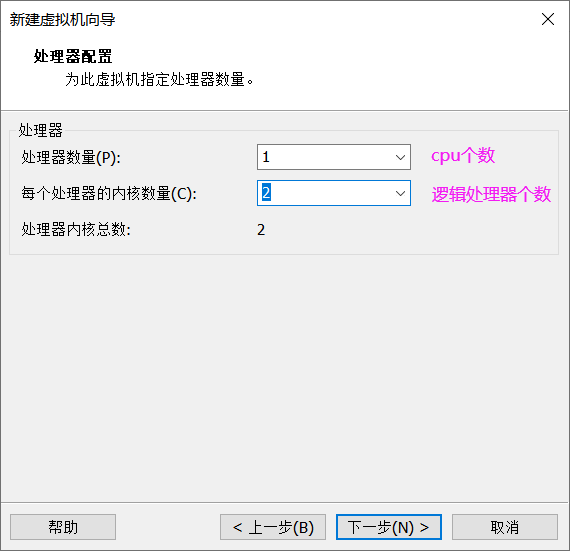 新建虚拟机向导
处理器配置
为此虚拟机指定处理器数量。
处理器
处理器数量(P): 1 cpu个数
每个处理器的内核数量(C): 2 逻辑处理器个数
处理器内核总数: 2
帮助 < 上一步(B) 下一步(N) > 取消